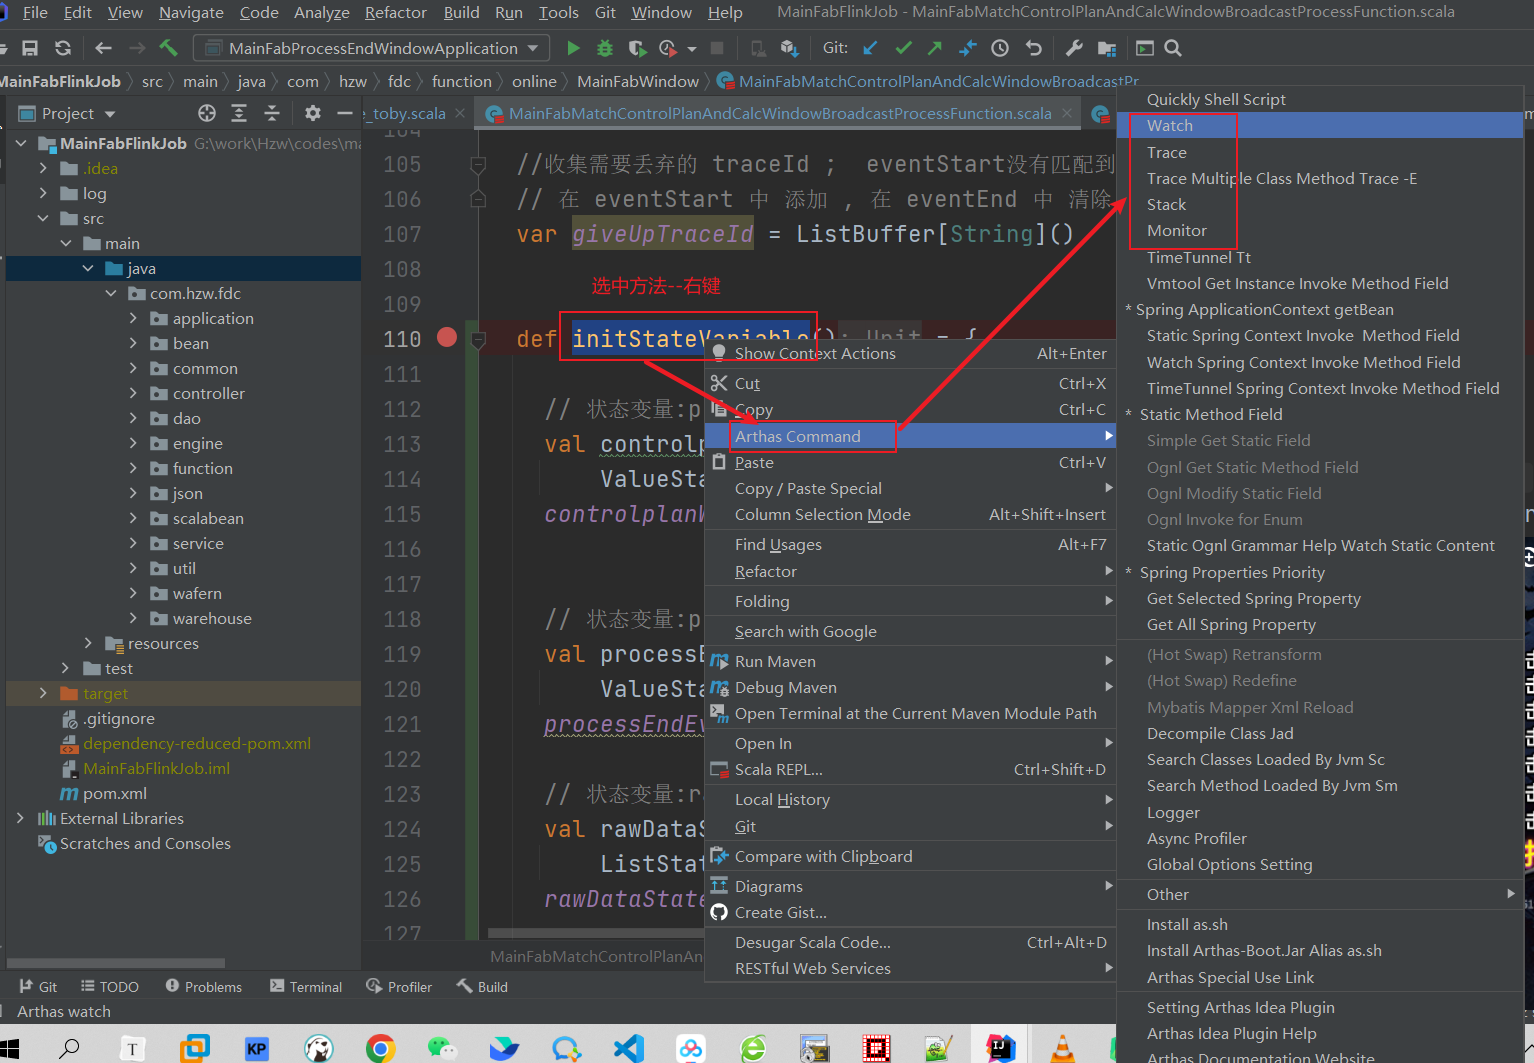 File Edit View Navigate Code Analyze Refactor Build Run Tools Git Window Help MainFabFlinkJob - MainFabMatchControlPlanAndCalcWindowBroadcastProcessFunction.scala
MainFabProcessEndWindowApplication Git:
MainFabFlinkJob src main java com hzw fdc function online MainFabWindow MainFabMatchControlPlanAndCalcWindowBroadcastPr
Project
_toby.scala MainFabMatchControlPlanAndCalcWindowBroadcastProcessFunction.scala
MainFabFlinkJob G:\work\Hzw\codes\ma
.idea
log
src
main
java
com.hzw.fdc
application
bean
common
controller
dao
engine
function
json
scalabean
service
util
wafern
warehouse
resources
test
target
.gitignore
dependency-reduced-pom.xml
MainFabFlinkJob.iml
pom.xml
External Libraries
Scratches and Consoles
104
105 //收集需要丢弃的 traceId ; eventStart没有匹配到
106 // 在 eventStart 中 添加 , 在 eventEnd 中 清除
107 var giveUpTraceId = ListBuffer[String]()
108
选中方法--右键
109
110 def initStateVariable(): Unit = {
111
112 // 状态变量:p
113 val controlp
114 ValueSta
115 controlplanW
116
117
118 // 状态变量:p
119 val processE
120 ValueSta
121 processEndEv
122
123 // 状态变量:ra
124 val rawDataS
125 ListStat
126 rawDataState
127
MainFabMatchControlPlanAn
Show Context Actions Alt+Enter
Cut Ctrl+X
Copy Ctrl+C
Arthas Command
Paste Ctrl+V
Copy / Paste Special
Column Selection Mode Alt+Shift+Insert
Find Usages Alt+F7
Refactor
Folding
Search with Google
Run Maven
Debug Maven
Open Terminal at the Current Maven Module Path
Open In
Scala REPL... Ctrl+Shift+D
Local History
Git
Compare with Clipboard
Diagrams
Create Gist...
Desugar Scala Code... Ctrl+Alt+D
RESTful Web Services
Quickly Shell Script
Watch
Trace
Trace Multiple Class Method Trace -E
Stack
Monitor
TimeTunnel Tt
Vmtool Get Instance Invoke Method Field
* Spring ApplicationContext getBean
Static Spring Context Invoke  Method Field
Watch Spring Context Invoke Method Field
TimeTunnel Spring Context Invoke Method Field
* Static Method Field
Simple Get Static Field
Ognl Get Static Method Field
Ognl Modify Static Field
Ognl Invoke for Enum
Static Ognl Grammar Help Watch Static Content
* Spring Properties Priority
Get Selected Spring Property
Get All Spring Property
(Hot Swap) Retransform
(Hot Swap) Redefine
Mybatis Mapper Xml Reload
Decompile Class Jad
Search Classes Loaded By Jvm Sc
Search Method Loaded By Jvm Sm
Logger
Async Profiler
Global Options Setting
Other
Install as.sh
Install Arthas-Boot.Jar Alias as.sh
Arthas Special Use Link
Setting Arthas Idea Plugin
Arthas Idea Plugin Help
Arthas Documentation Website
Git TODO Problems Terminal Profiler Build
Arthas watch
T KP IJ